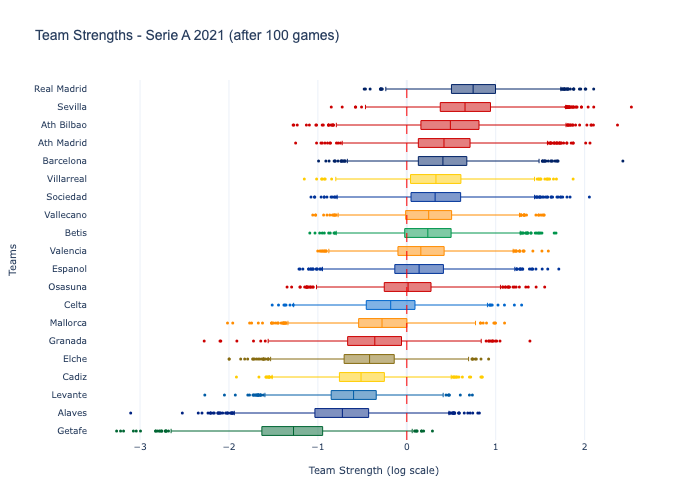 Team Strengths - Serie A 2021 (after 100 games)
Real Madrid
Sevilla
Ath Bilbao
Ath Madrid
Barcelona
Villarreal
Sociedad
Vallecano
Betis
Valencia
Espanol
Osasuna
Celta
Mallorca
Granada
Elche
Cadiz
Levante
Alaves
Getafe
Teams
−3 −2 −1 0 1 2
Team Strength (log scale)